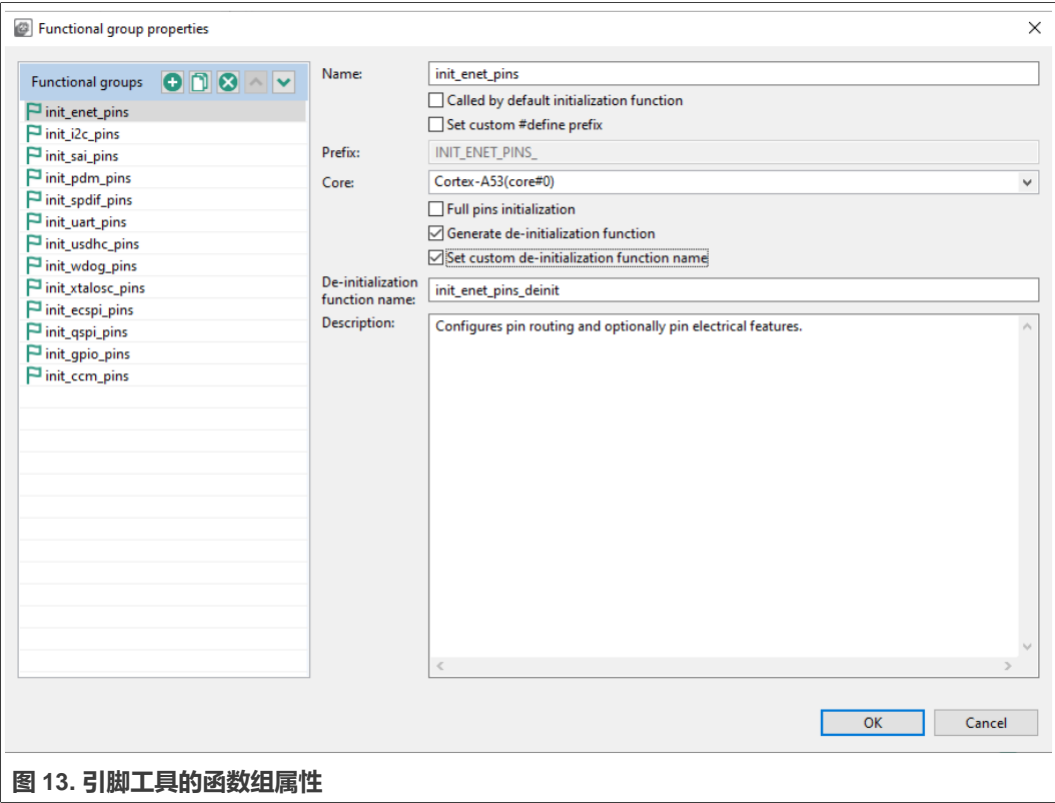 Functional group properties
Functional groups
init_enet_pins
init_i2c_pins
init_sai_pins
init_pdm_pins
init_spdif_pins
init_uart_pins
init_usdhc_pins
init_wdog_pins
init_xtalosc_pins
init_ecspi_pins
init_qspi_pins
init_gpio_pins
init_ccm_pins
Name: init_enet_pins
Called by default initialization function
Set custom #define prefix
Prefix: INIT_ENET_PINS_
Core: Cortex-A53(core#0)
Full pins initialization
Generate de-initialization function
Set custom de-initialization function name
De-initialization
function name: init_enet_pins_deinit
Description: Configures pin routing and optionally pin electrical features.
OK Cancel
图 13. 引脚工具的函数组属性